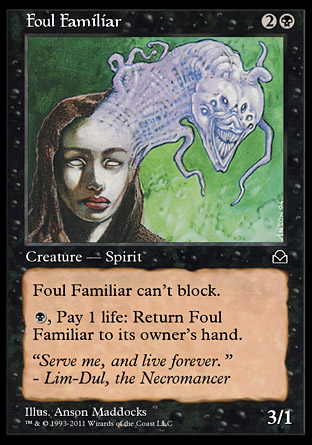 Foul Familiar 2
Creature — Spirit
Foul Familiar can't block.
, Pay 1 life: Return Foul
Familiar to its owner's hand.
"Serve me, and live forever."
- Lim-Dul, the Necromancer
Illus. Anson Maddocks
™ & © 1993-2011 Wizards of the Coast LLC
3/1